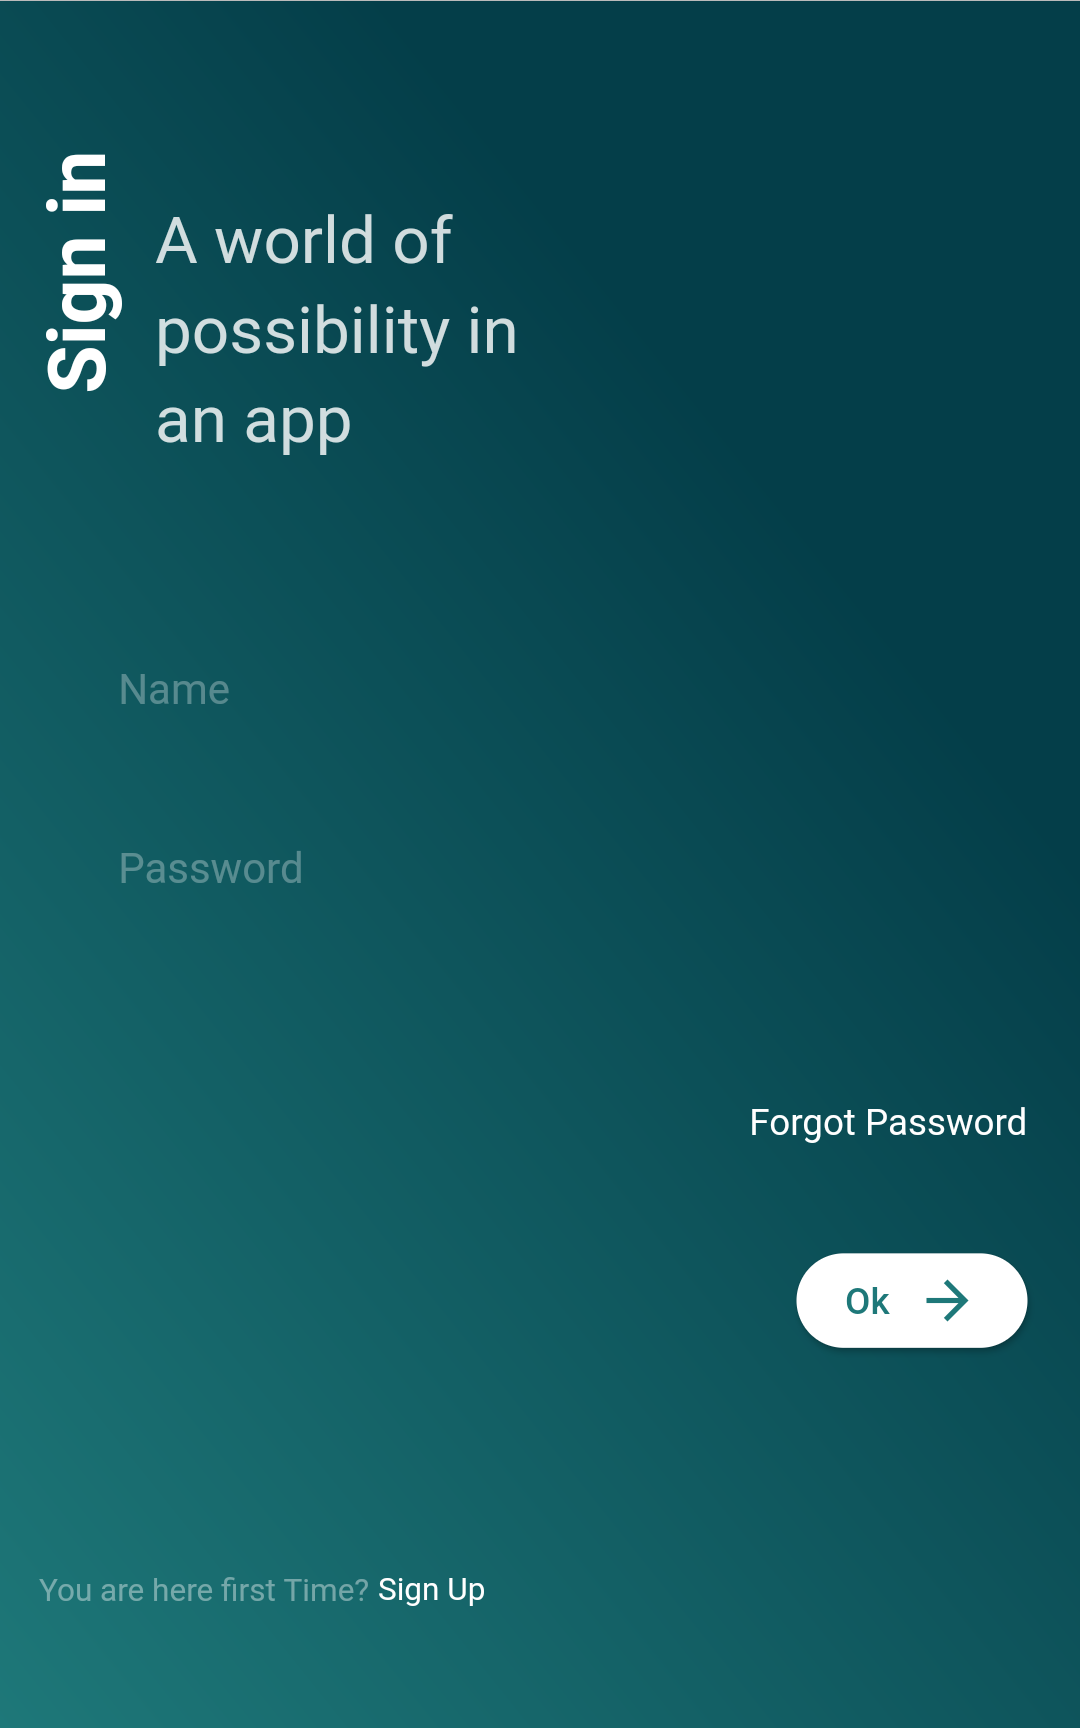 Sign in
A world of
possibility in
an app
Name
Password
Forgot Password
Ok
You are here first Time? Sign Up